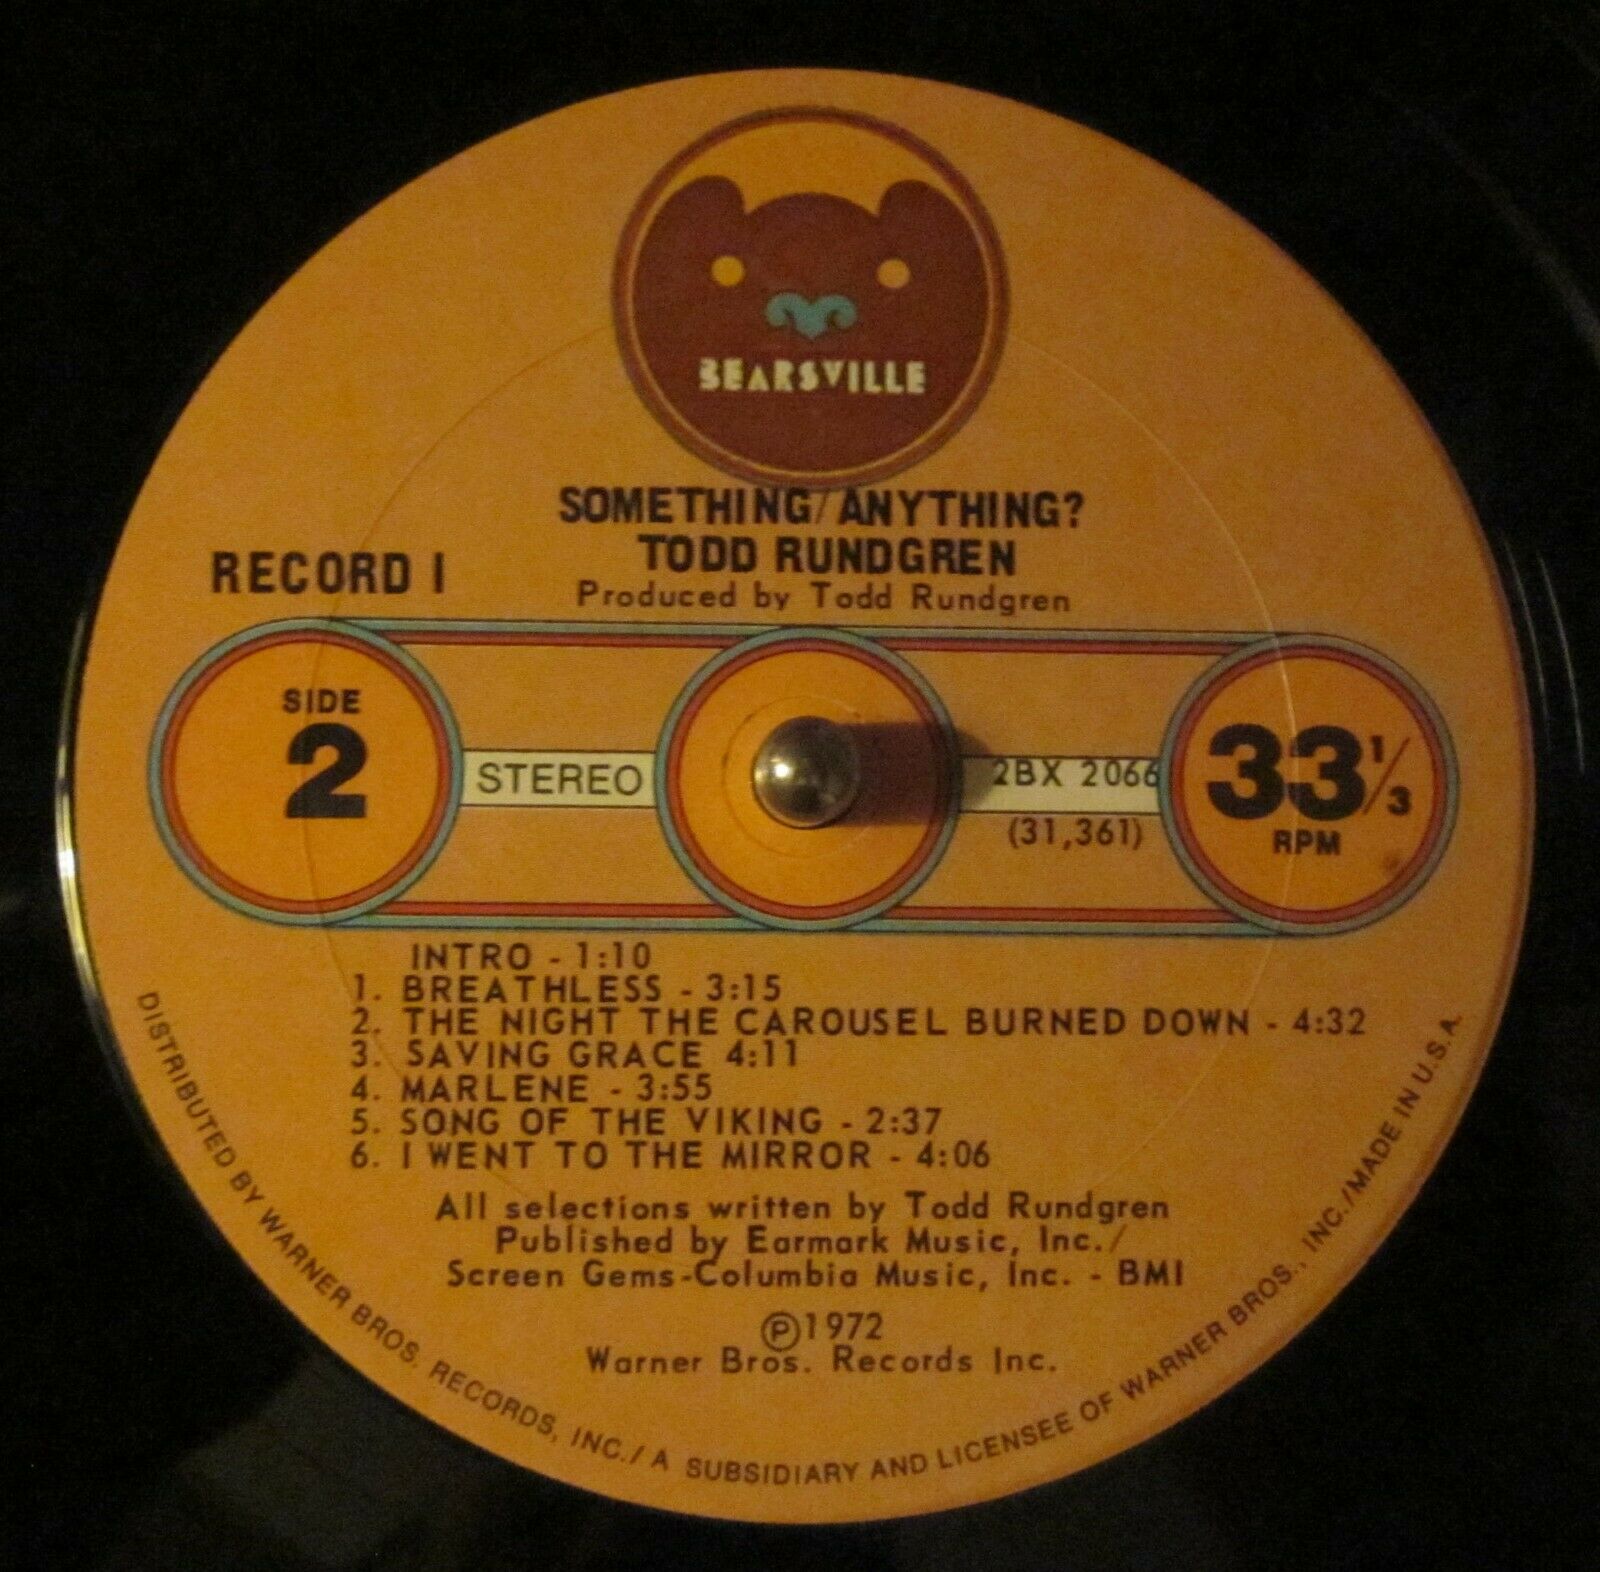 BEARSVILLE
SOMETHING/ANYTHING?
TODD RUNDGREN
RECORD 1
Produced by Todd Rundgren
SIDE
2
STEREO
2BX 2066
(31,361)
33 1/3
RPM
INTRO - 1:10
1. BREATHLESS - 3:15
2. THE NIGHT THE CAROUSEL BURNED DOWN - 4:32
3. SAVING GRACE 4:11
4. MARLENE - 3:55
5. SONG OF THE VIKING - 2:37
6. I WENT TO THE MIRROR - 4:06
All selections written by Todd Rundgren
Published by Earmark Music, Inc./
Screen Gems-Columbia Music, Inc. - BMI
Ⓟ1972
Warner Bros. Records Inc.
DISTRIBUTED BY WARNER BROS. RECORDS, INC./ A SUBSIDIARY AND LICENSEE OF WARNER BROS., INC./MADE IN U.S.A.